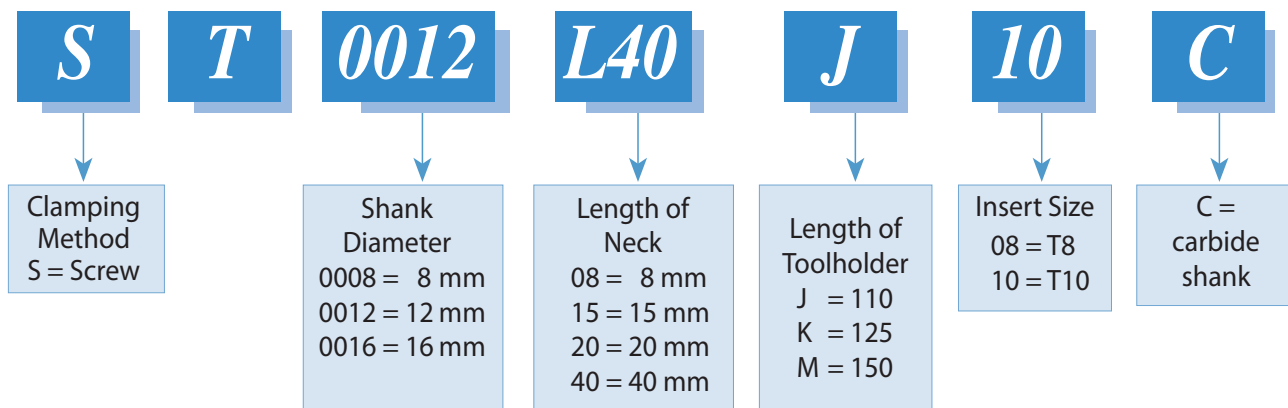 S T 0012 L40 J 10 C
Clamping
Method
S = Screw
Shank
Diameter
0008 = 8 mm
0012 = 12 mm
0016 = 16 mm
Length of
Neck
08 = 8 mm
15 = 15 mm
20 = 20 mm
40 = 40 mm
Length of
Toolholder
J = 110
K = 125
M = 150
Insert Size
08 = T8
10 = T10
C =
carbide
shank